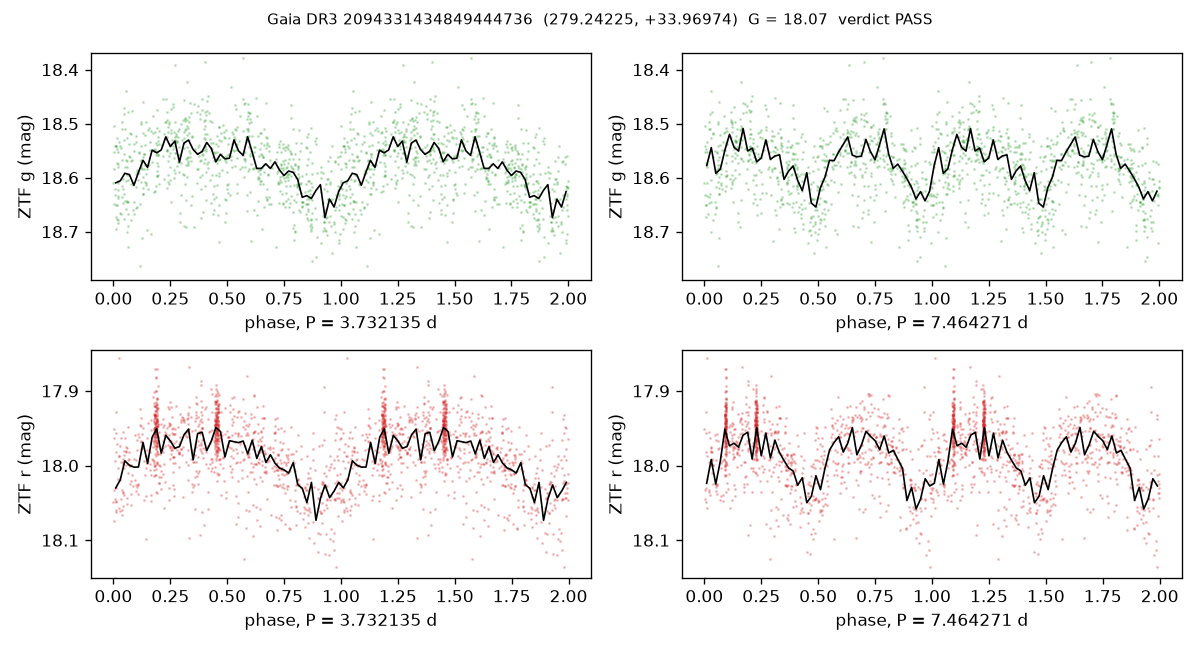 Gaia DR3 2094331434849444736 (279.24225, +33.96974) G = 18.07 verdict PASS
ZTF g (mag)
18.4
18.5
18.6
18.7
0.00 0.25 0.50 0.75 1.00 1.25 1.50 1.75 2.00
phase, P = 3.732135 d
ZTF g (mag)
18.4
18.5
18.6
18.7
0.00 0.25 0.50 0.75 1.00 1.25 1.50 1.75 2.00
phase, P = 7.464271 d
ZTF r (mag)
17.9
18.0
18.1
0.00 0.25 0.50 0.75 1.00 1.25 1.50 1.75 2.00
phase, P = 3.732135 d
ZTF r (mag)
17.9
18.0
18.1
0.00 0.25 0.50 0.75 1.00 1.25 1.50 1.75 2.00
phase, P = 7.464271 d